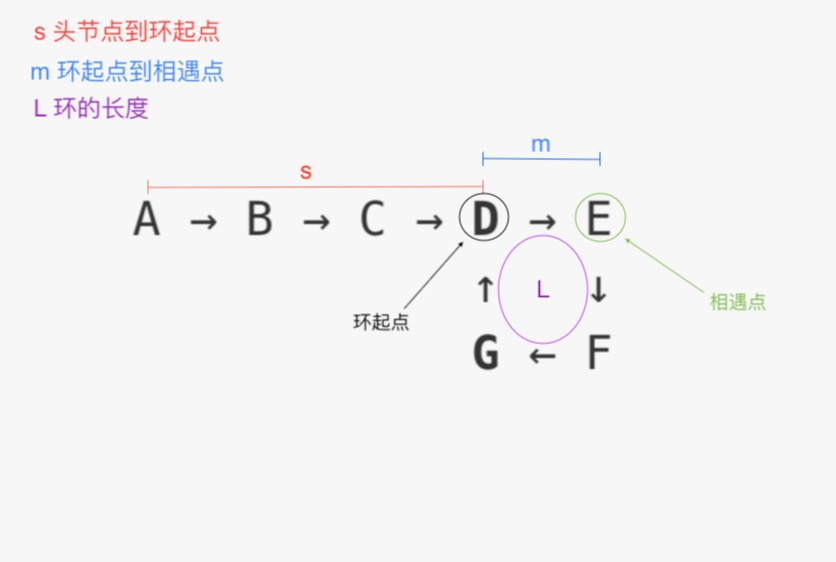 s 头节点到环起点
m 环起点到相遇点
L 环的长度
m
s
A → B → C → D → E
↑ L ↓
相遇点
环起点
G ← F